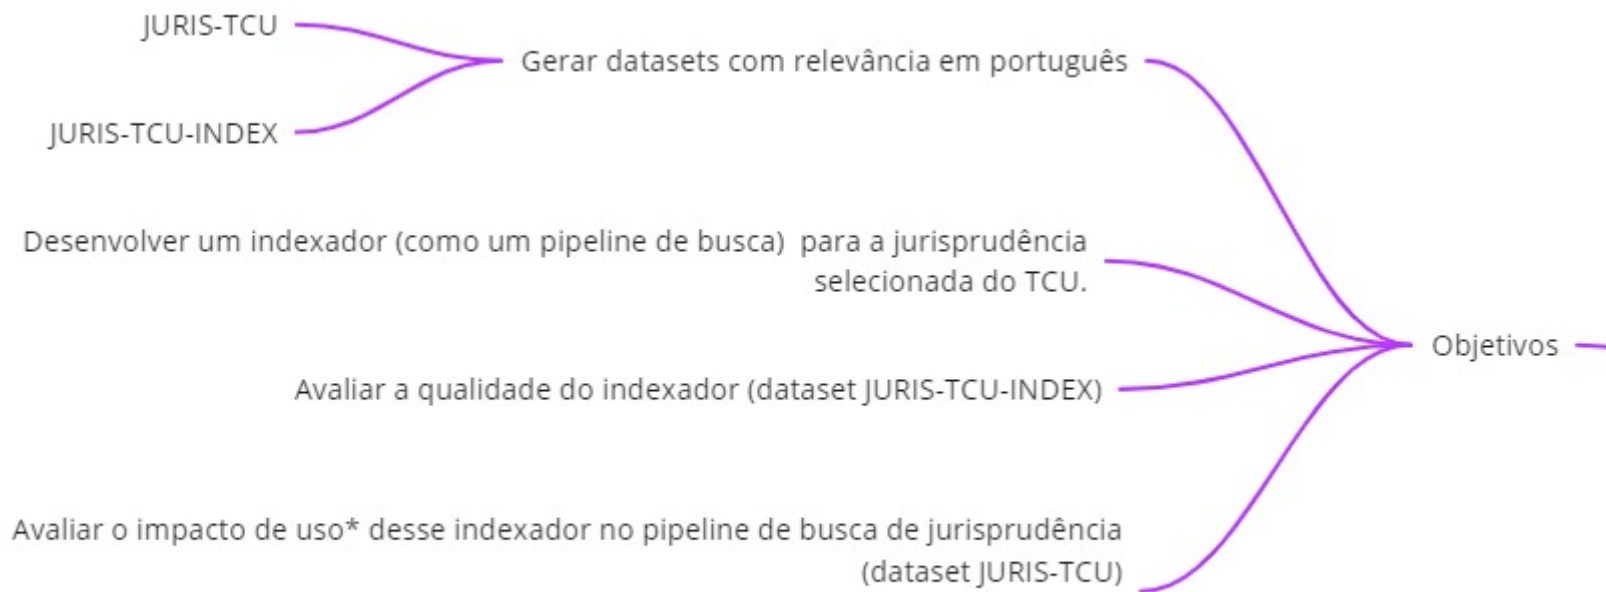 JURIS-TCU
Gerar datasets com relevância em português
JURIS-TCU-INDEX
Desenvolver um indexador (como um pipeline de busca)  para a jurisprudência
selecionada do TCU.
Objetivos
Avaliar a qualidade do indexador (dataset JURIS-TCU-INDEX)
Avaliar o impacto de uso* desse indexador no pipeline de busca de jurisprudência
(dataset JURIS-TCU)